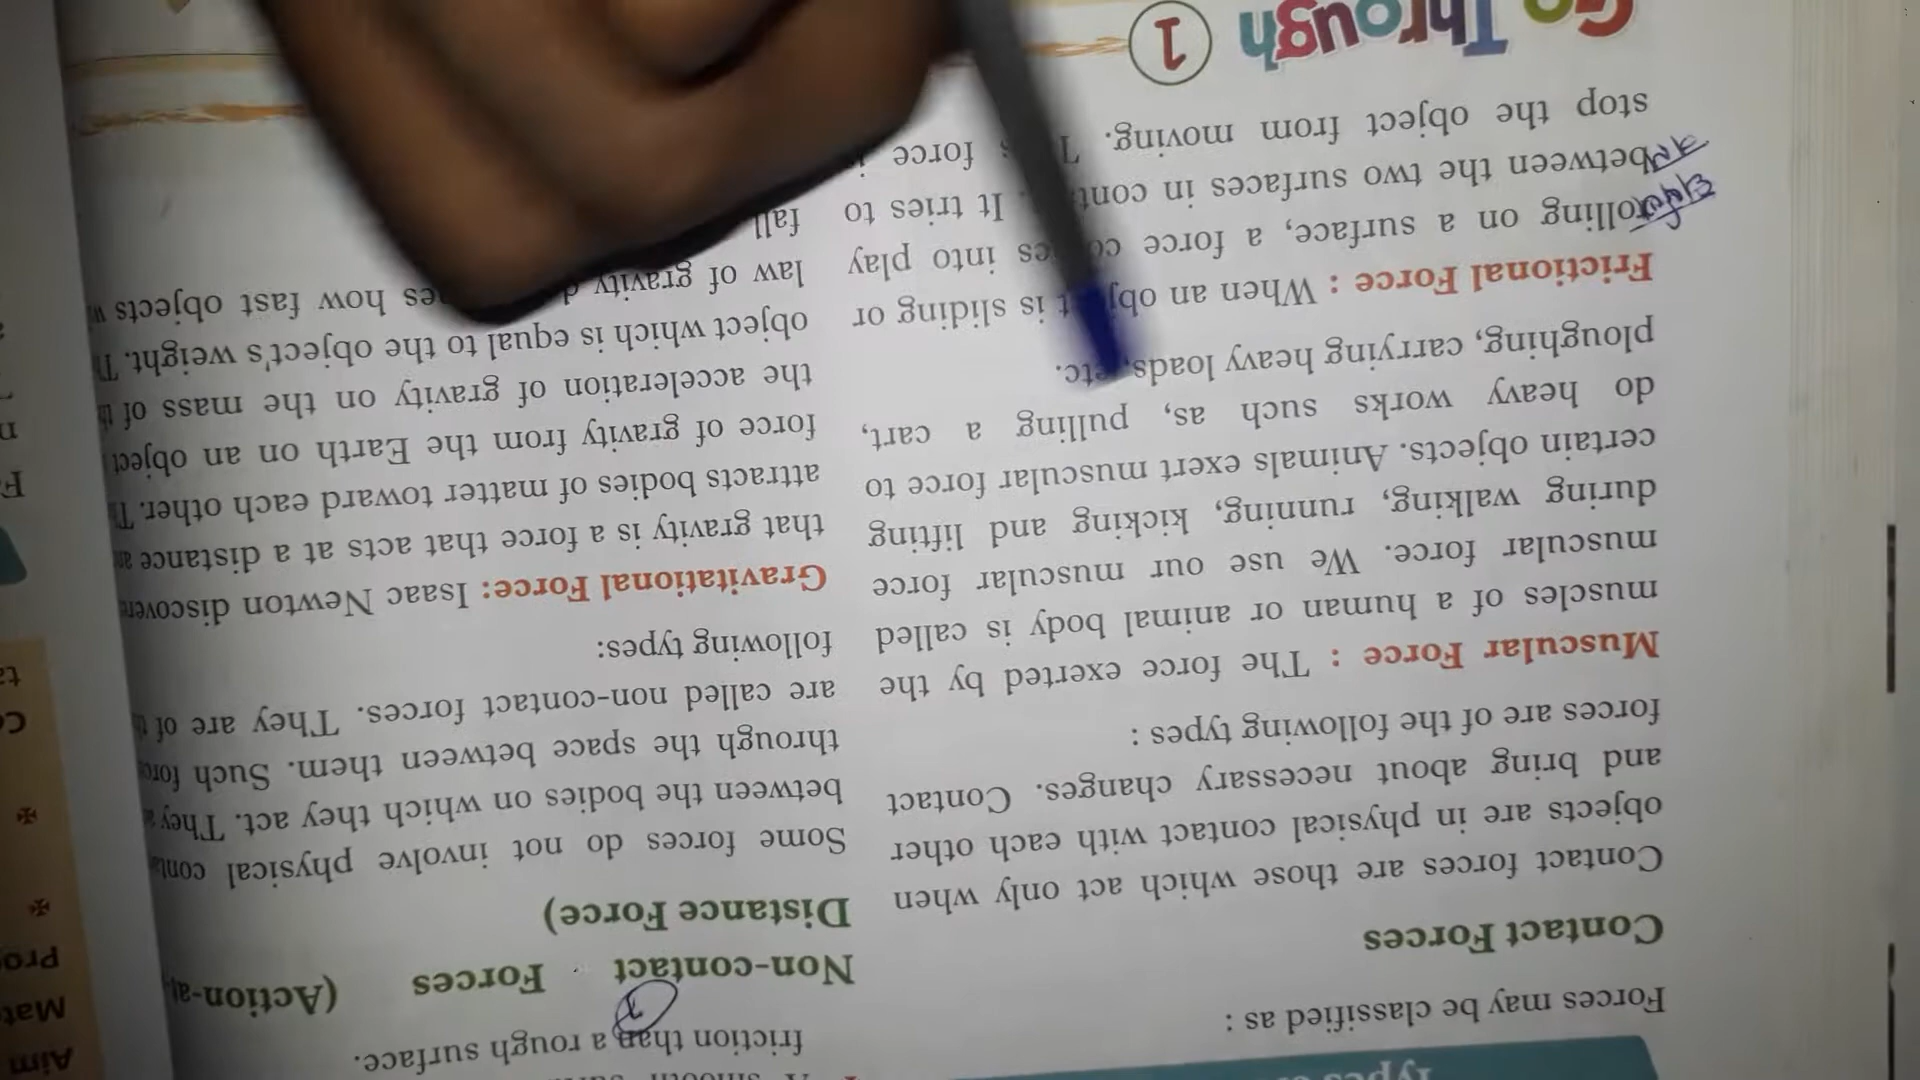 Forces may be classified as :
Contact Forces
Contact forces are those which act only when
objects are in physical contact with each other
and bring about necessary changes. Contact
forces are of the following types :
Muscular Force : The force exerted by the
muscles of a human or animal body is called
muscular force. We use our muscular force
during walking, running, kicking and lifting
certain objects. Animals exert muscular force to
do heavy works such as, pulling a cart,
ploughing, carrying heavy loads, etc.
Frictional Force : When an object is sliding or
rolling on a surface, a force comes into play
between the two surfaces in contact. It tries to
stop the object from moving. force
Go Through 1
friction than a rough surface.
Non-contact Forces (Action-at
Distance Force)
Some forces do not involve physical
between the bodies on which they act. They
through the space between them. Such
are called non-contact forces. They are of
following types:
Gravitational Force: Isaac Newton
that gravity is a force that acts at a distance
attracts bodies of matter toward each other.
force of gravity from the Earth on an object
the acceleration of gravity on the mass of
object which is equal to the object's weight.
law of gravity how fast objects
fall
Aim
Mat
Pro